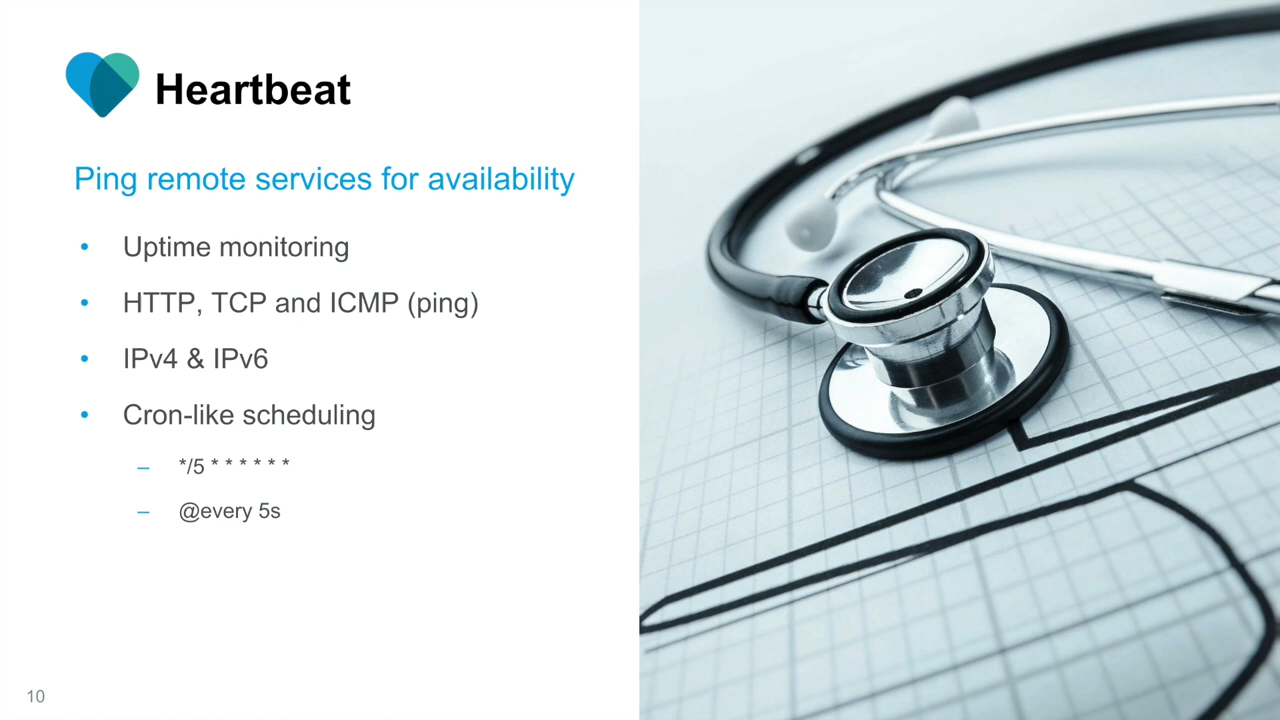 Heartbeat
Ping remote services for availability
• Uptime monitoring
• HTTP, TCP and ICMP (ping)
• IPv4 & IPv6
• Cron-like scheduling
– */5 * * * * * *
– @every 5s
10